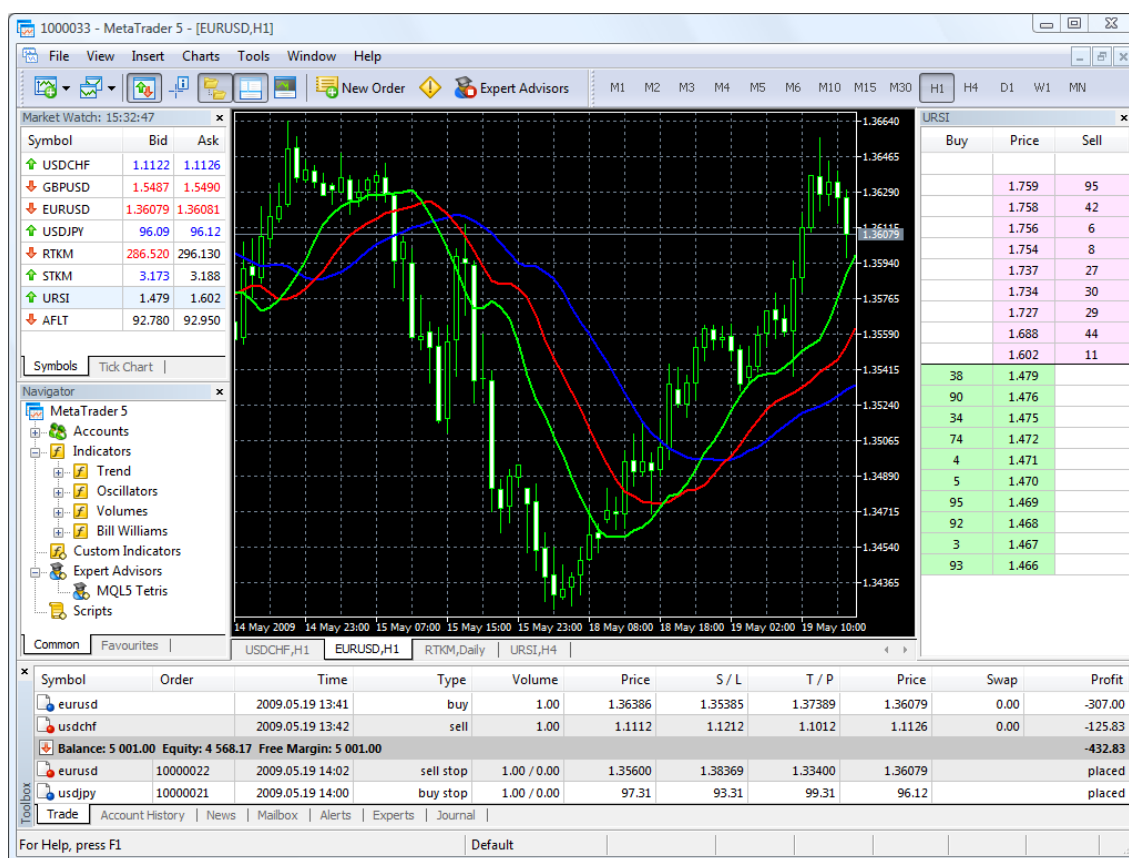 1000033 - MetaTrader 5 - [EURUSD,H1]
File View Insert Charts Tools Window Help
New Order Expert Advisors M1 M2 M3 M4 M5 M6 M10 M15 M30 H1 H4 D1 W1 MN
Market Watch: 15:32:47
Symbol Bid Ask
USDCHF 1.1122 1.1126
GBPUSD 1.5487 1.5490
EURUSD 1.36079 1.36081
USDJPY 96.09 96.12
RTKM 286.520 296.130
STKM 3.173 3.188
URSI 1.479 1.602
AFLT 92.780 92.950
Symbols Tick Chart
Navigator
MetaTrader 5
Accounts
Indicators
Trend
Oscillators
Volumes
Bill Williams
Custom Indicators
Expert Advisors
MQL5 Tetris
Scripts
Common Favourites
1.36640
1.36465
1.36290
1.36115
1.36079
1.35940
1.35765
1.35590
1.35415
1.35240
1.35065
1.34890
1.34715
1.34540
1.34365
14 May 2009 14 May 23:00 15 May 07:00 15 May 15:00 15 May 23:00 18 May 08:00 18 May 18:00 19 May 02:00 19 May 10:00
USDCHF,H1 EURUSD,H1 RTKM,Daily URSI,H4
URSI
Buy Price Sell
1.759 95
1.758 42
1.756 6
1.754 8
1.737 27
1.734 30
1.727 29
1.688 44
1.602 11
38 1.479
90 1.476
34 1.475
74 1.472
4 1.471
5 1.470
95 1.469
92 1.468
3 1.467
93 1.466
Symbol Order Time Type Volume Price S / L T / P Price Swap Profit
eurusd 2009.05.19 13:41 buy 1.00 1.36386 1.35385 1.37389 1.36079 0.00 -307.00
usdchf 2009.05.19 13:42 sell 1.00 1.1112 1.1212 1.1012 1.1126 0.00 -125.83
Balance: 5 001.00 Equity: 4 568.17 Free Margin: 5 001.00 -432.83
eurusd 10000022 2009.05.19 14:02 sell stop 1.00 / 0.00 1.35600 1.38369 1.33400 1.36079 placed
usdjpy 10000021 2009.05.19 14:00 buy stop 1.00 / 0.00 97.31 93.31 99.31 96.12 placed
Toolbox
Trade Account History News Mailbox Alerts Experts Journal
For Help, press F1 Default